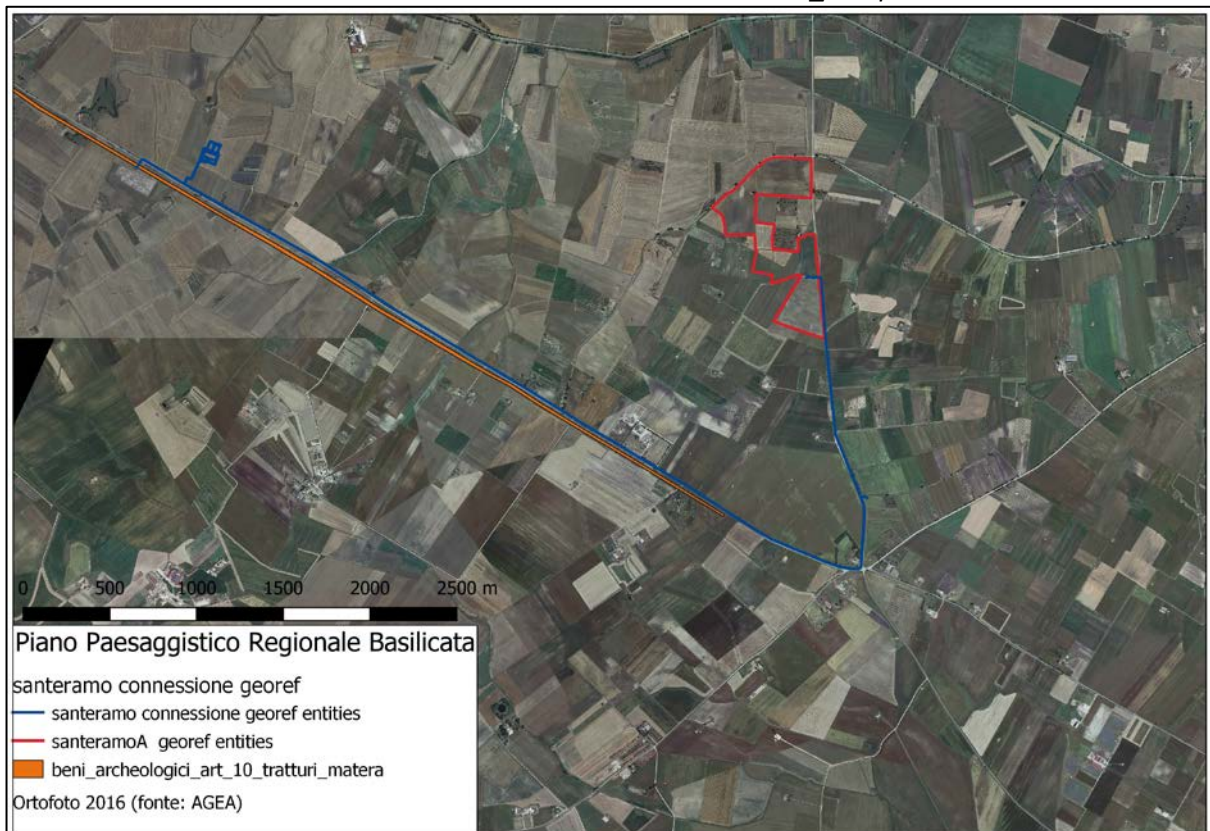 0 500 1000 1500 2000 2500 m
Piano Paesaggistico Regionale Basilicata
santeramo connessione georef
santeramo connessione georef entities
santeramoA georef entities
beni_archeologici_art_10_tratturi_matera
Ortofoto 2016 (fonte: AGEA)